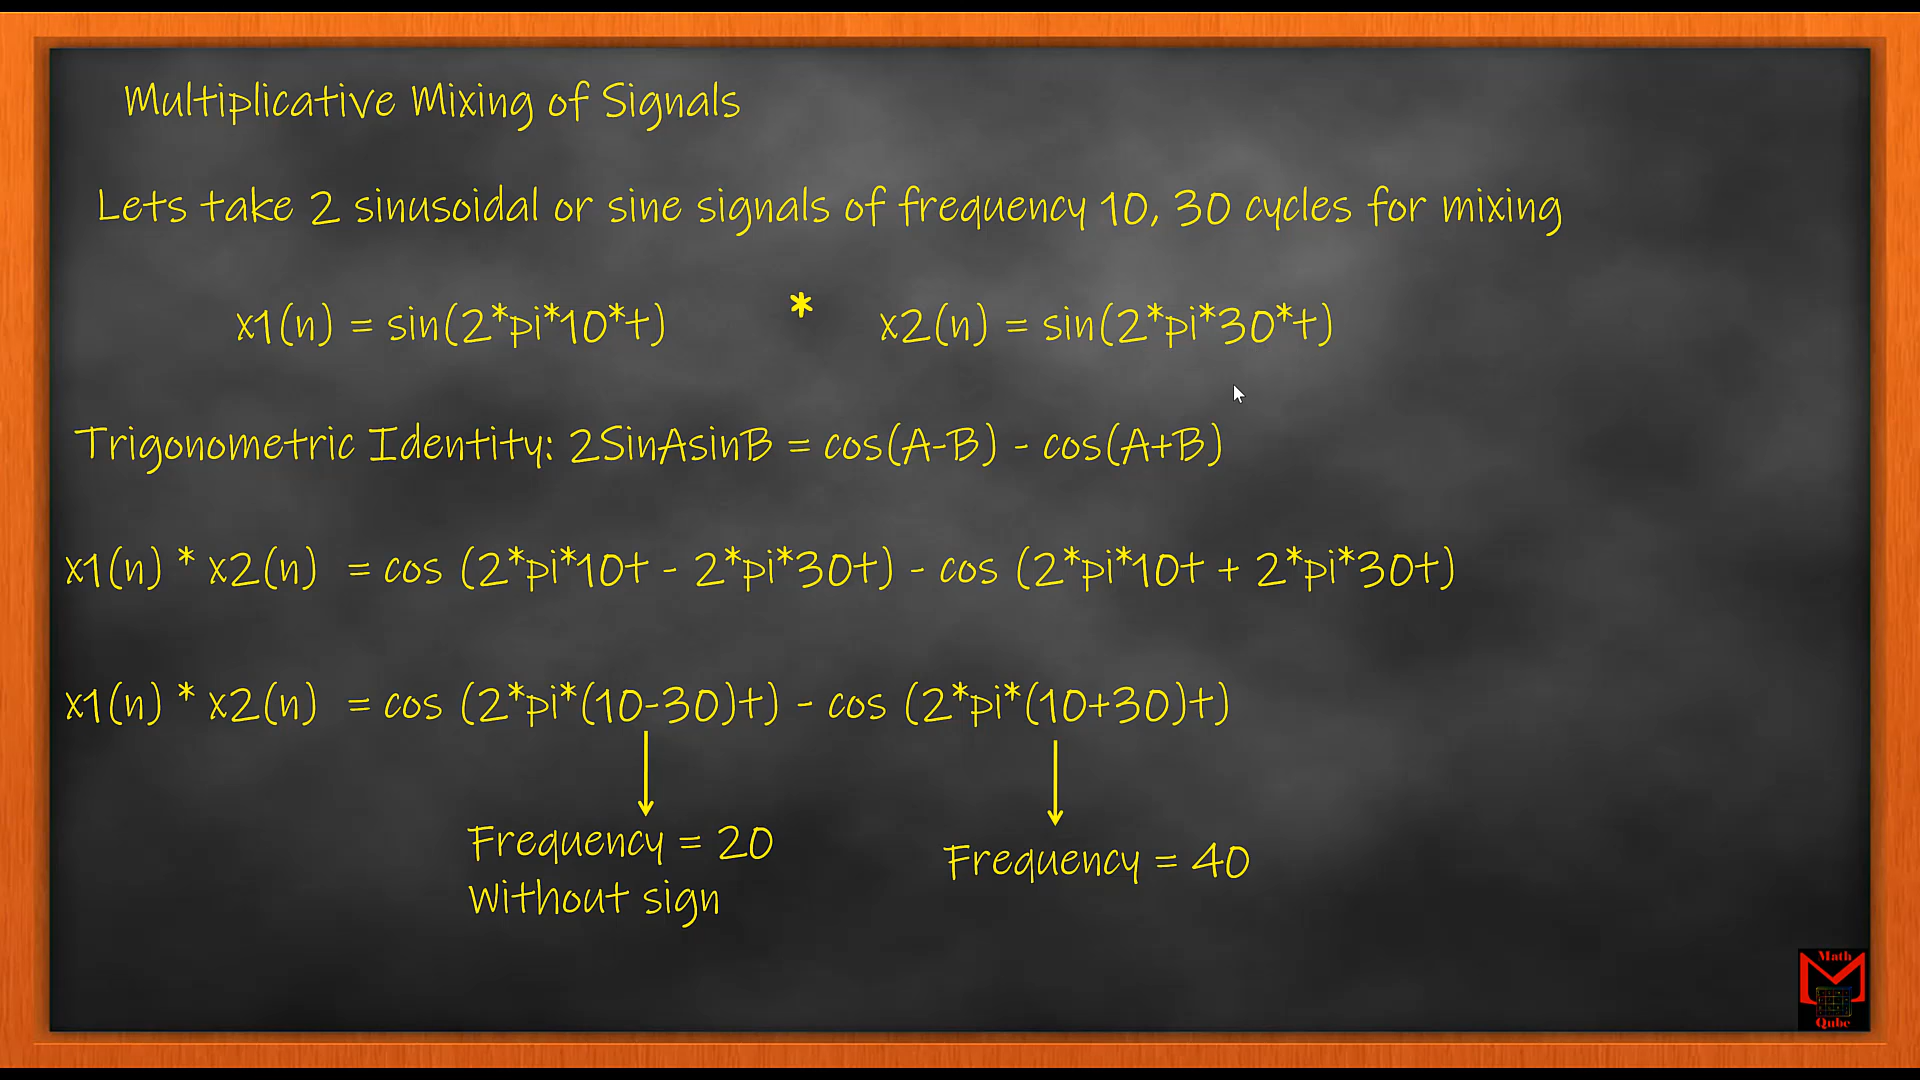 Multiplicative Mixing of Signals
Lets take 2 sinusoidal or sine signals of frequency 10, 30 cycles for mixing
x1(n) = sin(2*pi*10*t) * x2(n) = sin(2*pi*30*t)
Trigonometric Identity: 2SinAsinB = cos(A-B) - cos(A+B)
x1(n) * x2(n) = cos (2*pi*10t - 2*pi*30t) - cos (2*pi*10t + 2*pi*30t)
x1(n) * x2(n) = cos (2*pi*(10-30)t) - cos (2*pi*(10+30)t)
Frequency = 20
Without sign
Frequency = 40
Math
Qube